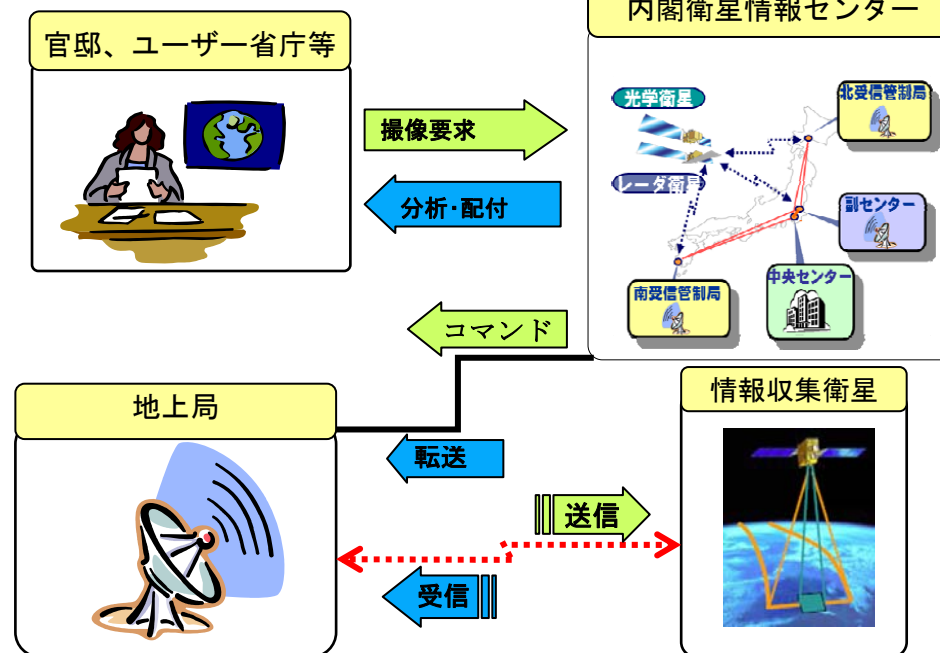 内閣衛星情報センター
官邸、ユーザー省庁等
撮像要求
分析・配付
光学衛星
レーダ衛星
北受信管制局
副センター
中央センター
南受信管制局
コマンド
地上局
転送
情報収集衛星
送信
受信